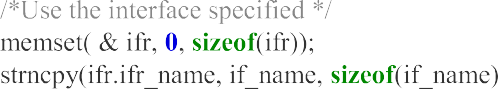 /*Use the interface specified */
memset( & ifr, 0, sizeof(ifr));
strncpy(ifr.ifr_name, if_name, sizeof(if_name)